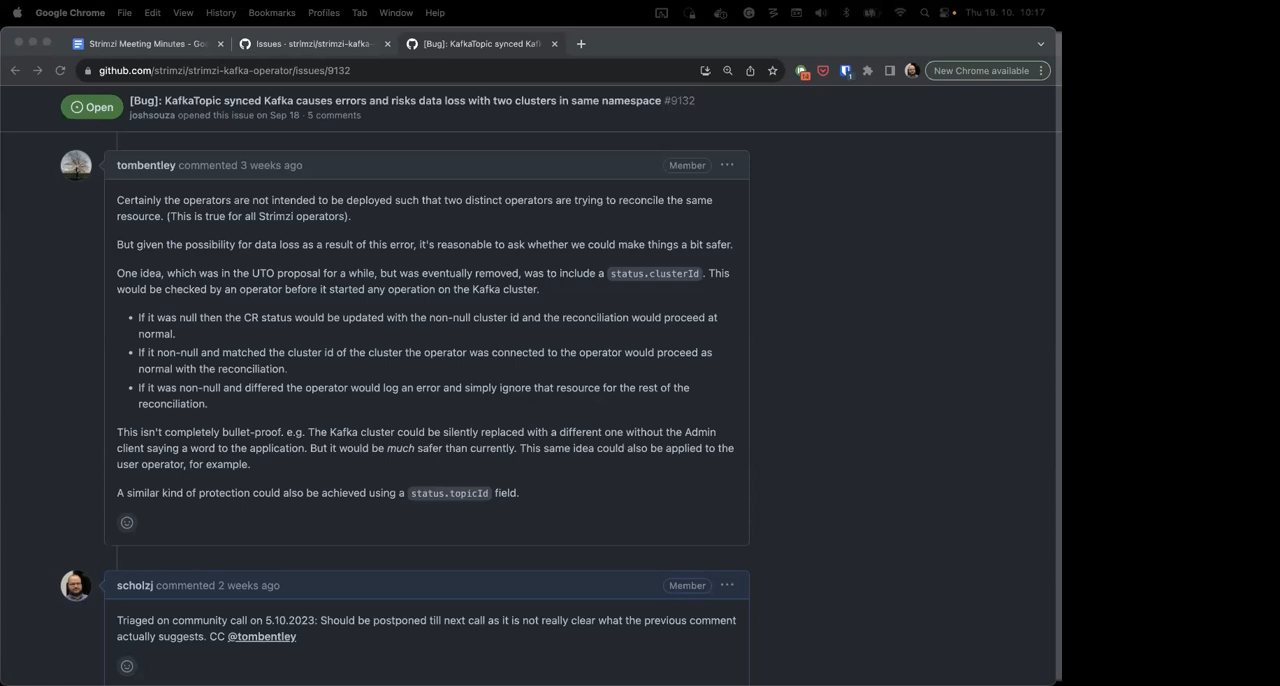 Google Chrome File Edit View History Bookmarks Profiles Tab Window Help Thu 19. 10. 10:17
Strimzi Meeting Minutes - Go
Issues · strimzi/strimzi-kafka-
[Bug]: KafkaTopic synced Kafk
github.com/strimzi/strimzi-kafka-operator/issues/9132
New Chrome available
Open
[Bug]: KafkaTopic synced Kafka causes errors and risks data loss with two clusters in same namespace #9132
joshsouza opened this issue on Sep 18 · 5 comments
tombentley commented 3 weeks ago
Member
Certainly the operators are not intended to be deployed such that two distinct operators are trying to reconcile the same
resource. (This is true for all Strimzi operators).
But given the possibility for data loss as a result of this error, it's reasonable to ask whether we could make things a bit safer.
One idea, which was in the UTO proposal for a while, but was eventually removed, was to include a status.clusterId. This
would be checked by an operator before it started any operation on the Kafka cluster.
• If it was null then the CR status would be updated with the non-null cluster id and the reconciliation would proceed at
normal.
• If it non-null and matched the cluster id of the cluster the operator was connected to the operator would proceed as
normal with the reconciliation.
• If it was non-null and differed the operator would log an error and simply ignore that resource for the rest of the
reconciliation.
This isn't completely bullet-proof. e.g. The Kafka cluster could be silently replaced with a different one without the Admin
client saying a word to the application. But it would be much safer than currently. This same idea could also be applied to the
user operator, for example.
A similar kind of protection could also be achieved using a status.topicId field.
scholzj commented 2 weeks ago
Member
Triaged on community call on 5.10.2023: Should be postponed till next call as it is not really clear what the previous comment
actually suggests. CC @tombentley